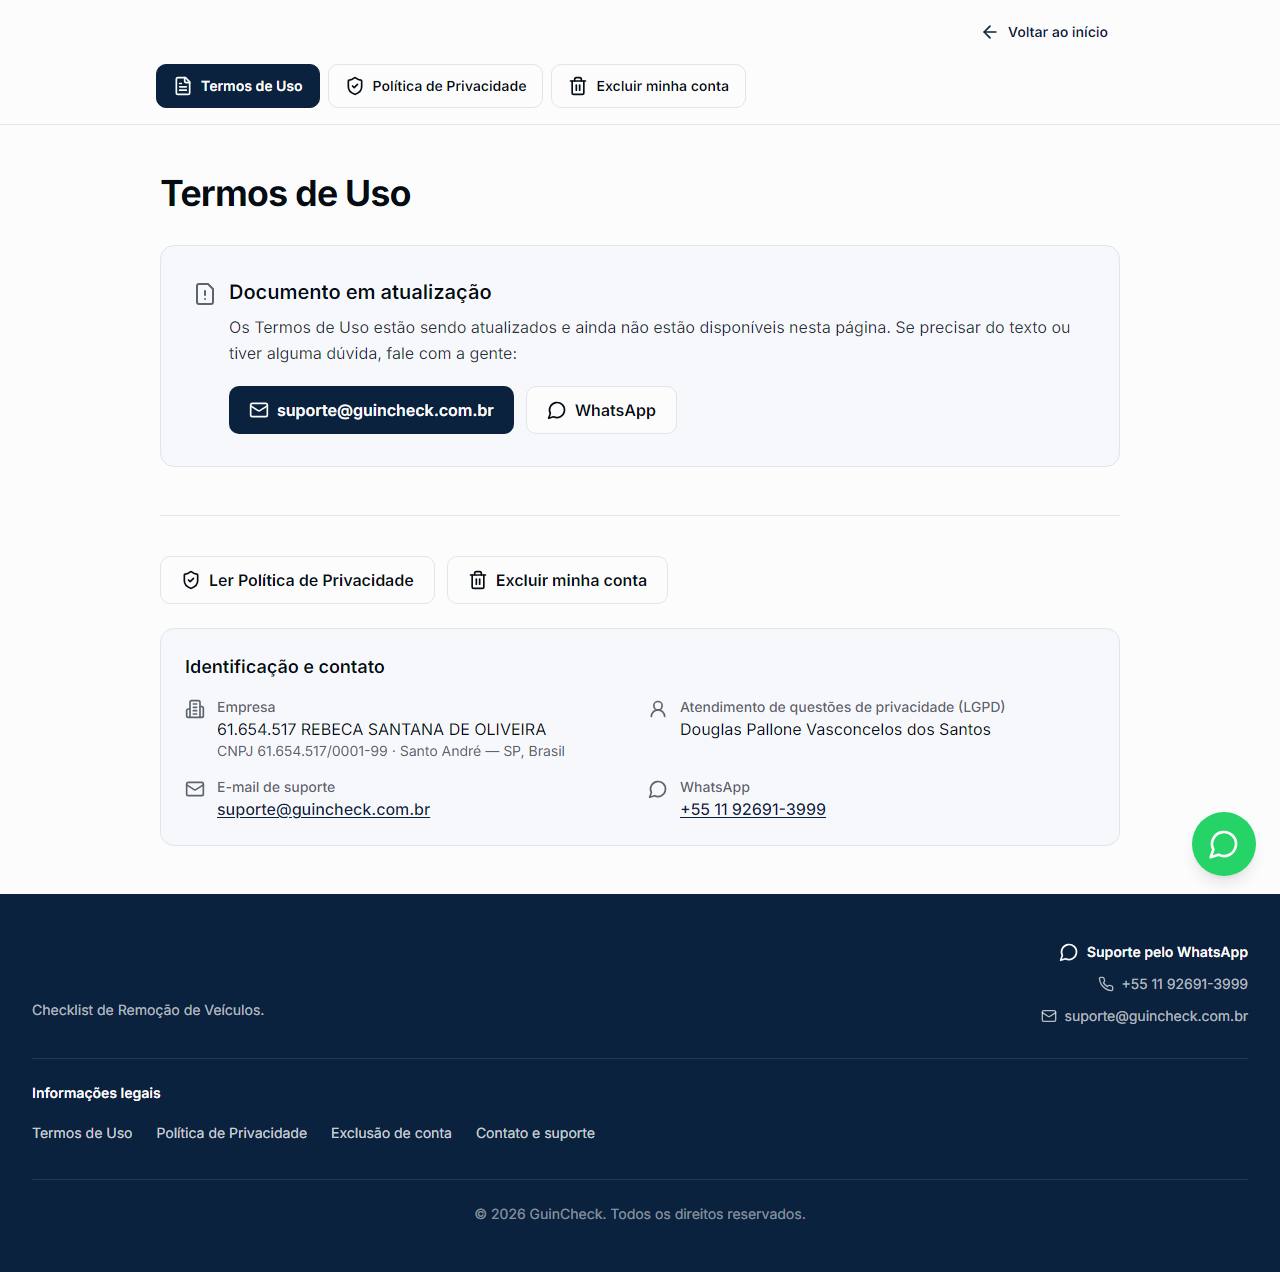 Voltar ao início
Termos de Uso
Política de Privacidade
Excluir minha conta
Termos de Uso
Documento em atualização
Os Termos de Uso estão sendo atualizados e ainda não estão disponíveis nesta página. Se precisar do texto ou
tiver alguma dúvida, fale com a gente:
suporte@guincheck.com.br
WhatsApp
Ler Política de Privacidade
Excluir minha conta
Identificação e contato
Empresa
61.654.517 REBECA SANTANA DE OLIVEIRA
CNPJ 61.654.517/0001-99 · Santo André — SP, Brasil
Atendimento de questões de privacidade (LGPD)
Douglas Pallone Vasconcelos dos Santos
E-mail de suporte
suporte@guincheck.com.br
WhatsApp
+55 11 92691-3999
Checklist de Remoção de Veículos.
Suporte pelo WhatsApp
+55 11 92691-3999
suporte@guincheck.com.br
Informações legais
Termos de Uso
Política de Privacidade
Exclusão de conta
Contato e suporte
© 2026 GuinCheck. Todos os direitos reservados.